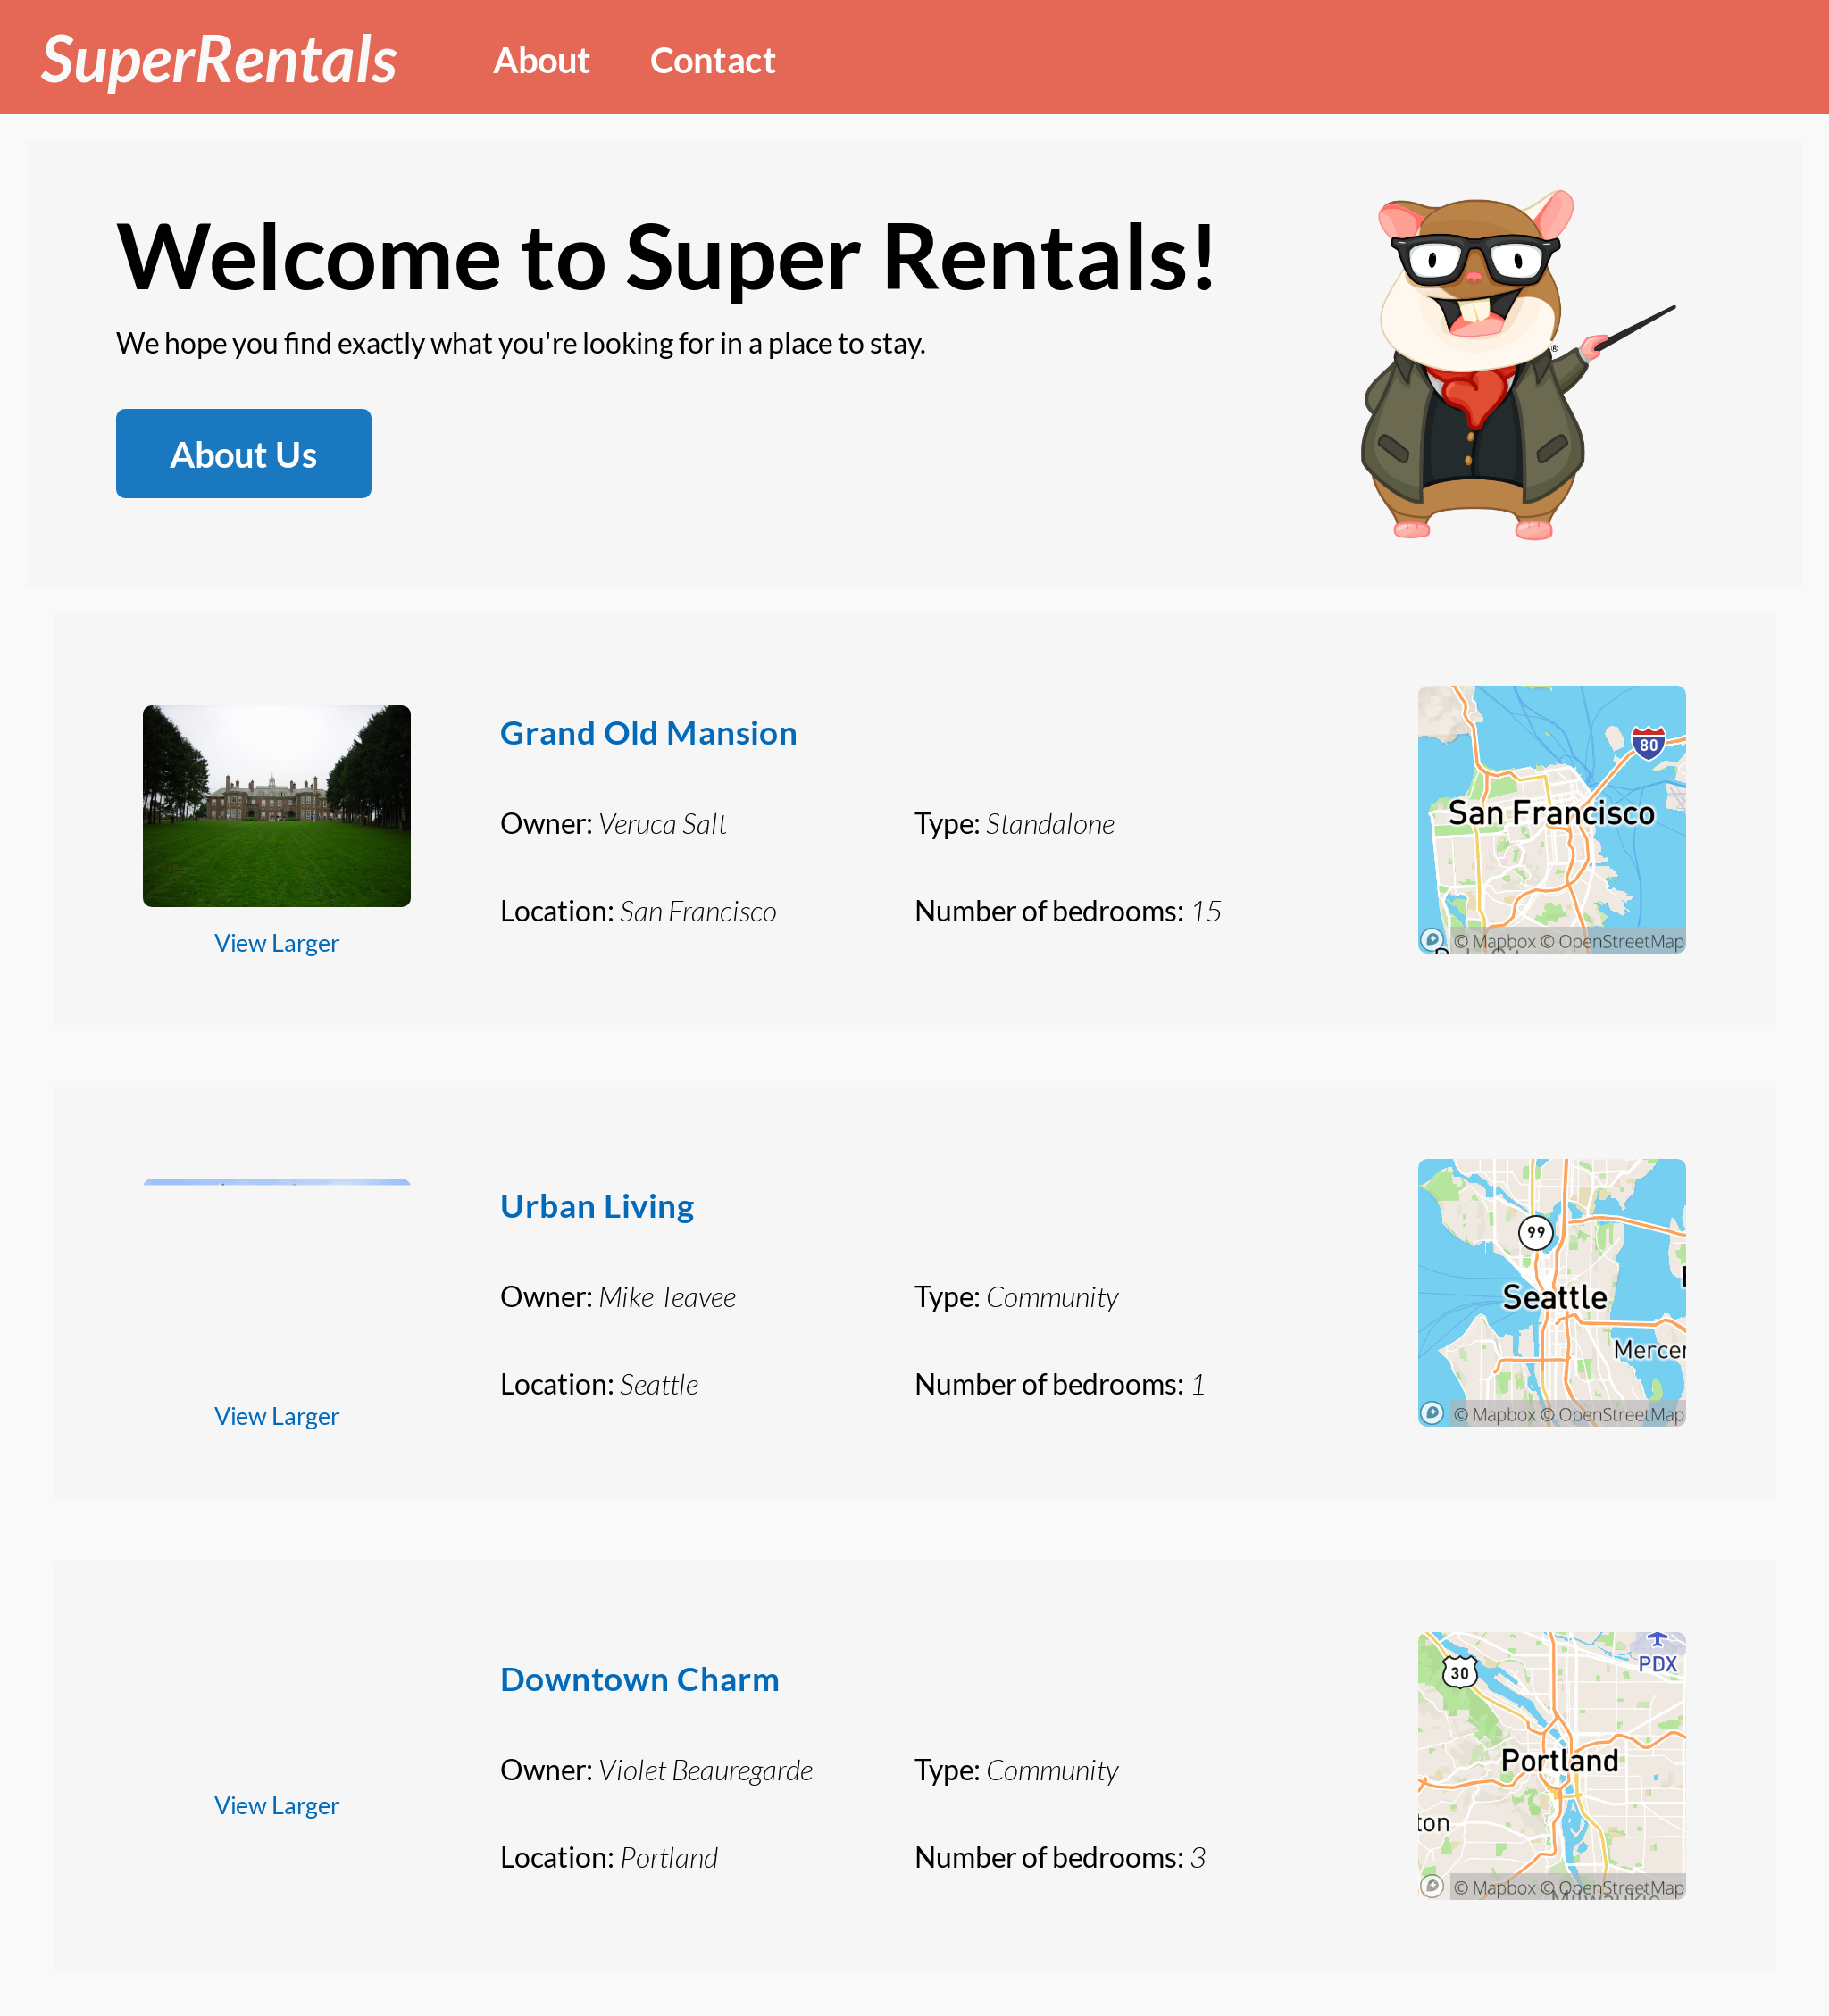 SuperRentals
About
Contact
Welcome to Super Rentals!
We hope you find exactly what you're looking for in a place to stay.
About Us
®
View Larger
Grand Old Mansion
Owner: Veruca Salt
Type: Standalone
Location: San Francisco
Number of bedrooms: 15
80
San Francisco
© Mapbox © OpenStreetMap
View Larger
Urban Living
Owner: Mike Teavee
Type: Community
Location: Seattle
Number of bedrooms: 1
99
Seattle
Mercer
© Mapbox © OpenStreetMap
View Larger
Downtown Charm
Owner: Violet Beauregarde
Type: Community
Location: Portland
Number of bedrooms: 3
PDX
30
Portland
ton
© Mapbox © OpenStreetMap